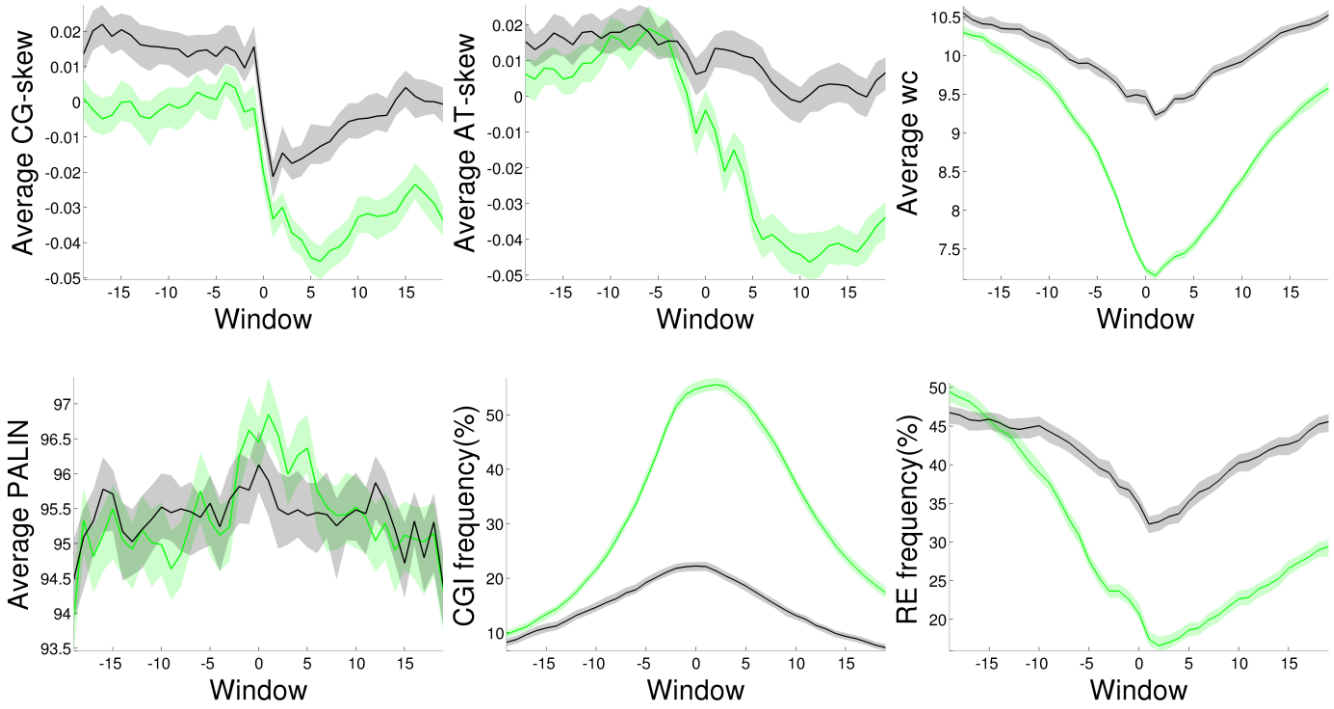 Average CG-skew
0.02
0.01
0
-0.01
-0.02
-0.03
-0.04
-0.05
-15 -10 -5 0 5 10 15
Window
Average AT-skew
0.02
0.01
0
-0.01
-0.02
-0.03
-0.04
-0.05
-15 -10 -5 0 5 10 15
Window
Average wc
10.5
10
9.5
9
8.5
8
7.5
-15 -10 -5 0 5 10 15
Window
Average PALIN
97
96.5
96
95.5
95
94.5
94
93.5
-15 -10 -5 0 5 10 15
Window
CGI frequency(%)
50
40
30
20
10
-15 -10 -5 0 5 10 15
Window
RE frequency(%)
50
45
40
35
30
25
20
-15 -10 -5 0 5 10 15
Window